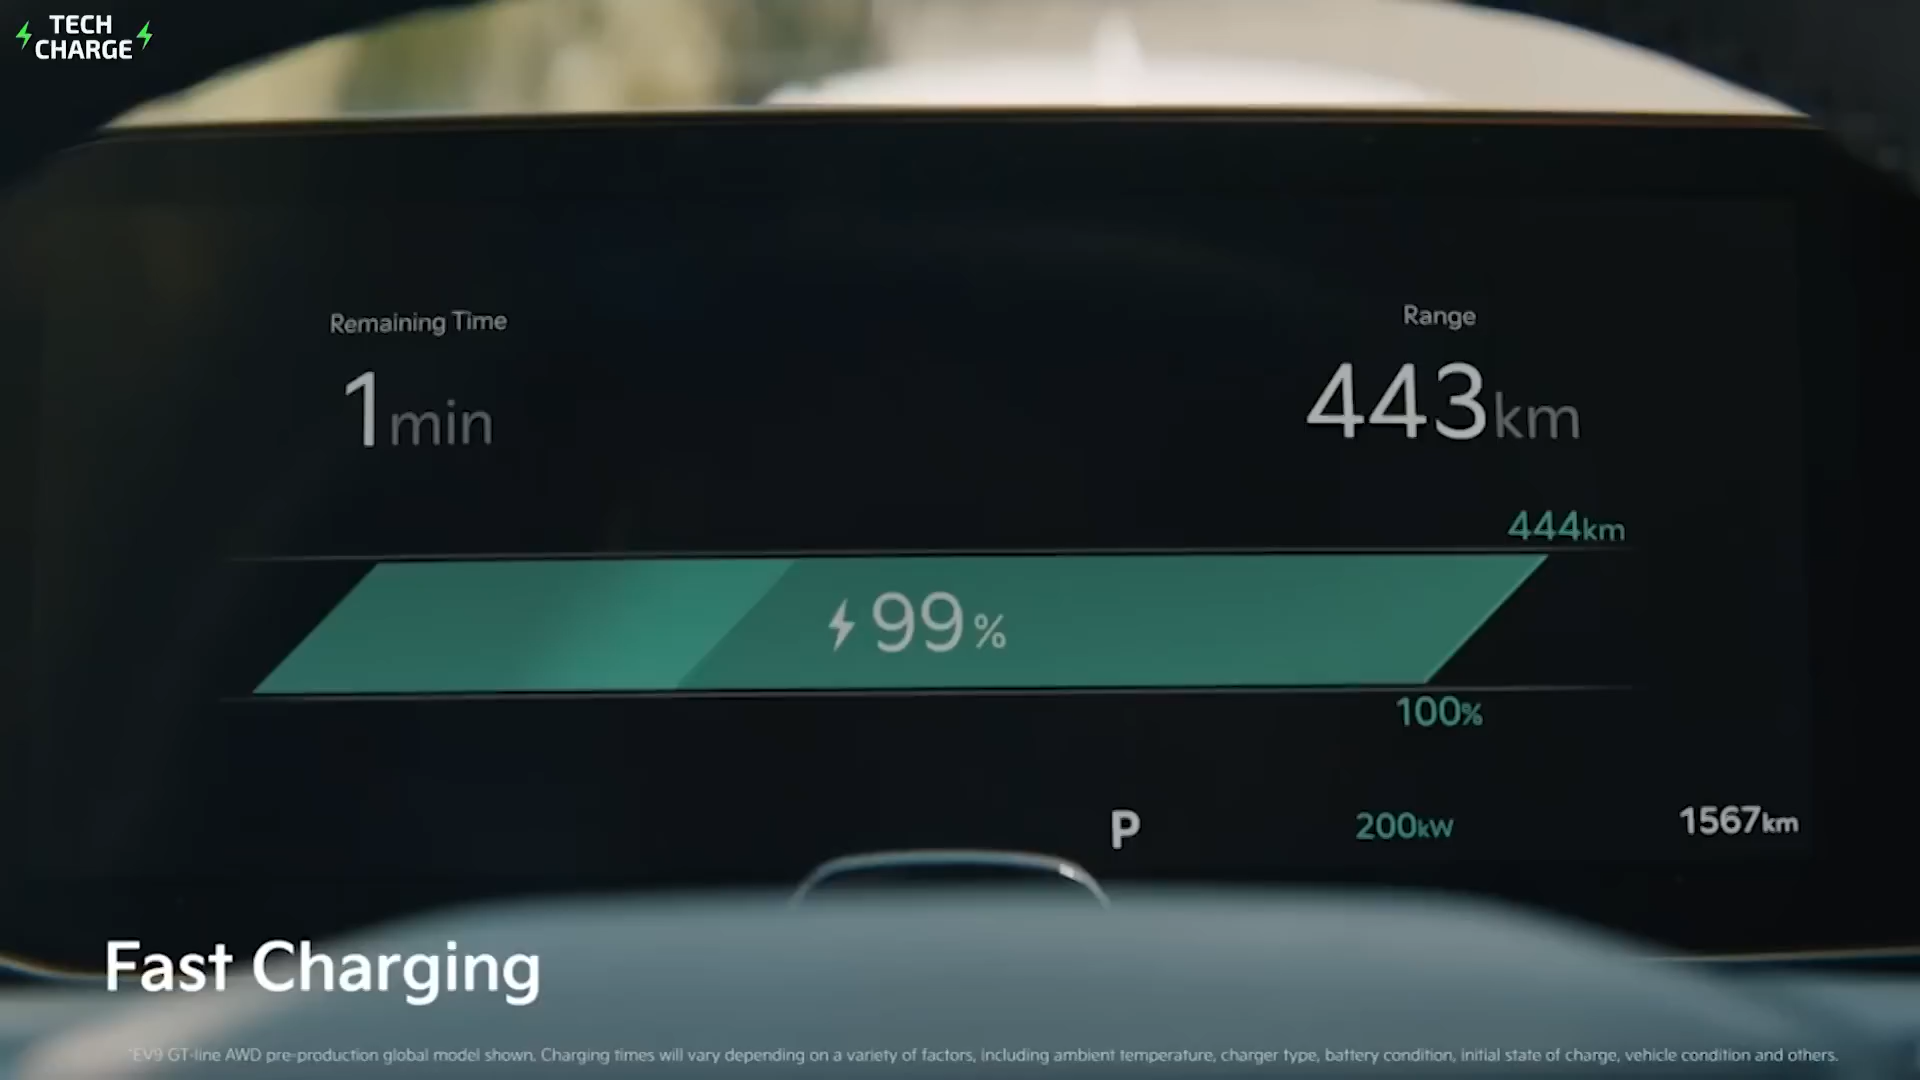 TECH
CHARGE
Remaining Time
1min
Range
443km
444km
99%
100%
P
200kW
1567km
Fast Charging
*EV9 GT-line AWD pre-production global model shown. Charging times will vary depending on a variety of factors, including ambient temperature, charger type, battery condition, initial state of charge, vehicle condition and others.